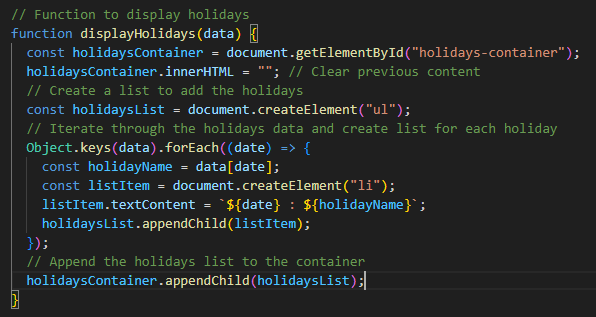 // Function to display holidays
function displayHolidays(data) {
  const holidaysContainer = document.getElementById("holidays-container");
  holidaysContainer.innerHTML = ""; // Clear previous content
  // Create a list to add the holidays
  const holidaysList = document.createElement("ul");
  // Iterate through the holidays data and create list for each holiday
  Object.keys(data).forEach((date) => {
    const holidayName = data[date];
    const listItem = document.createElement("li");
    listItem.textContent = `${date} : ${holidayName}`;
    holidaysList.appendChild(listItem);
  });
  // Append the holidays list to the container
  holidaysContainer.appendChild(holidaysList);
}